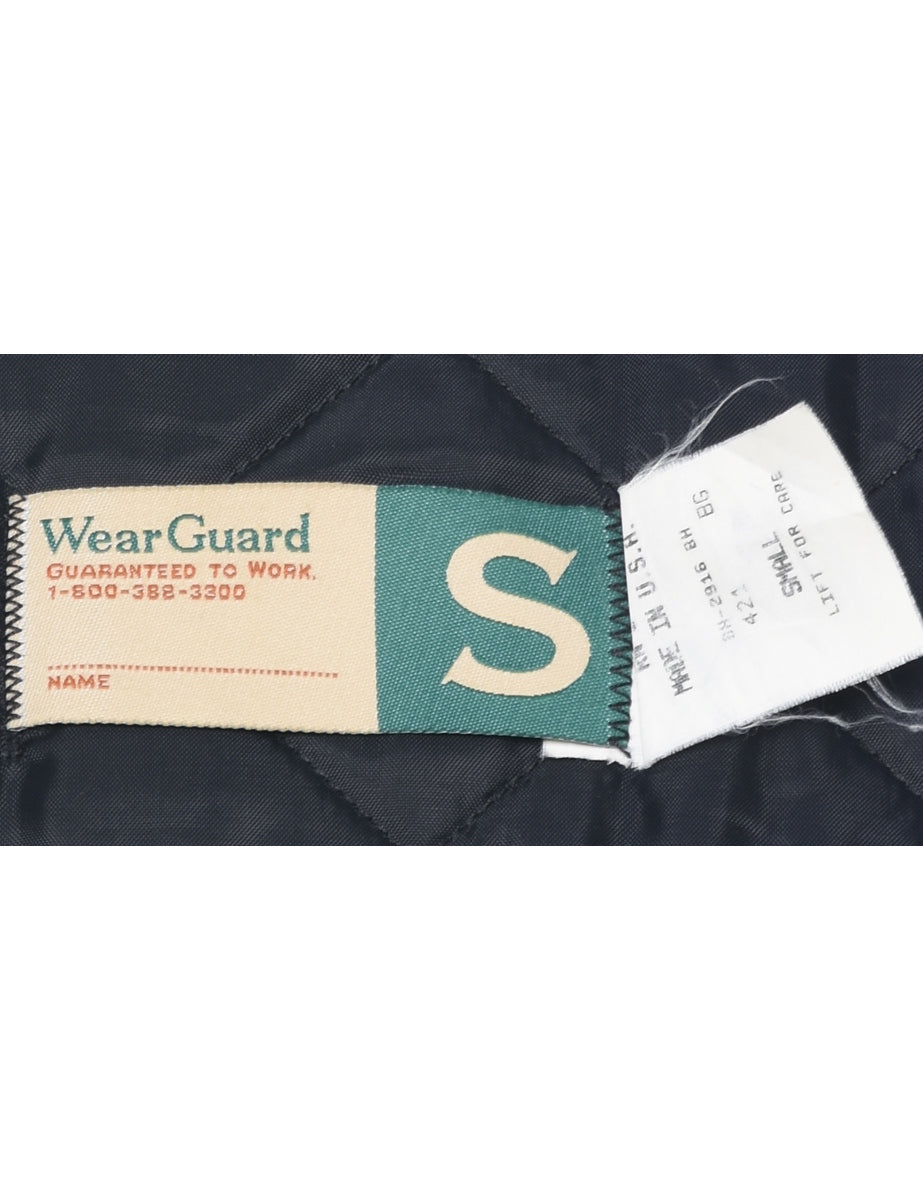 WearGuard
GUARANTEED TO WORK.
1-800-388-3300
NAME
S
MADE IN U.S.A.
421
SMALL
LIFT FOR CARE